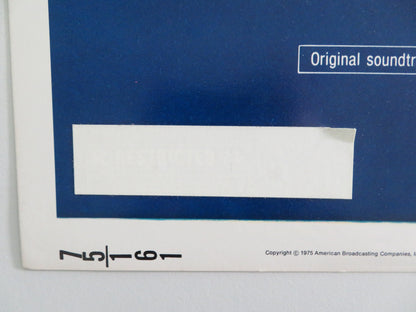 Original soundtr
75/161
Copyright © 1975 American Broadcasting Companies, I